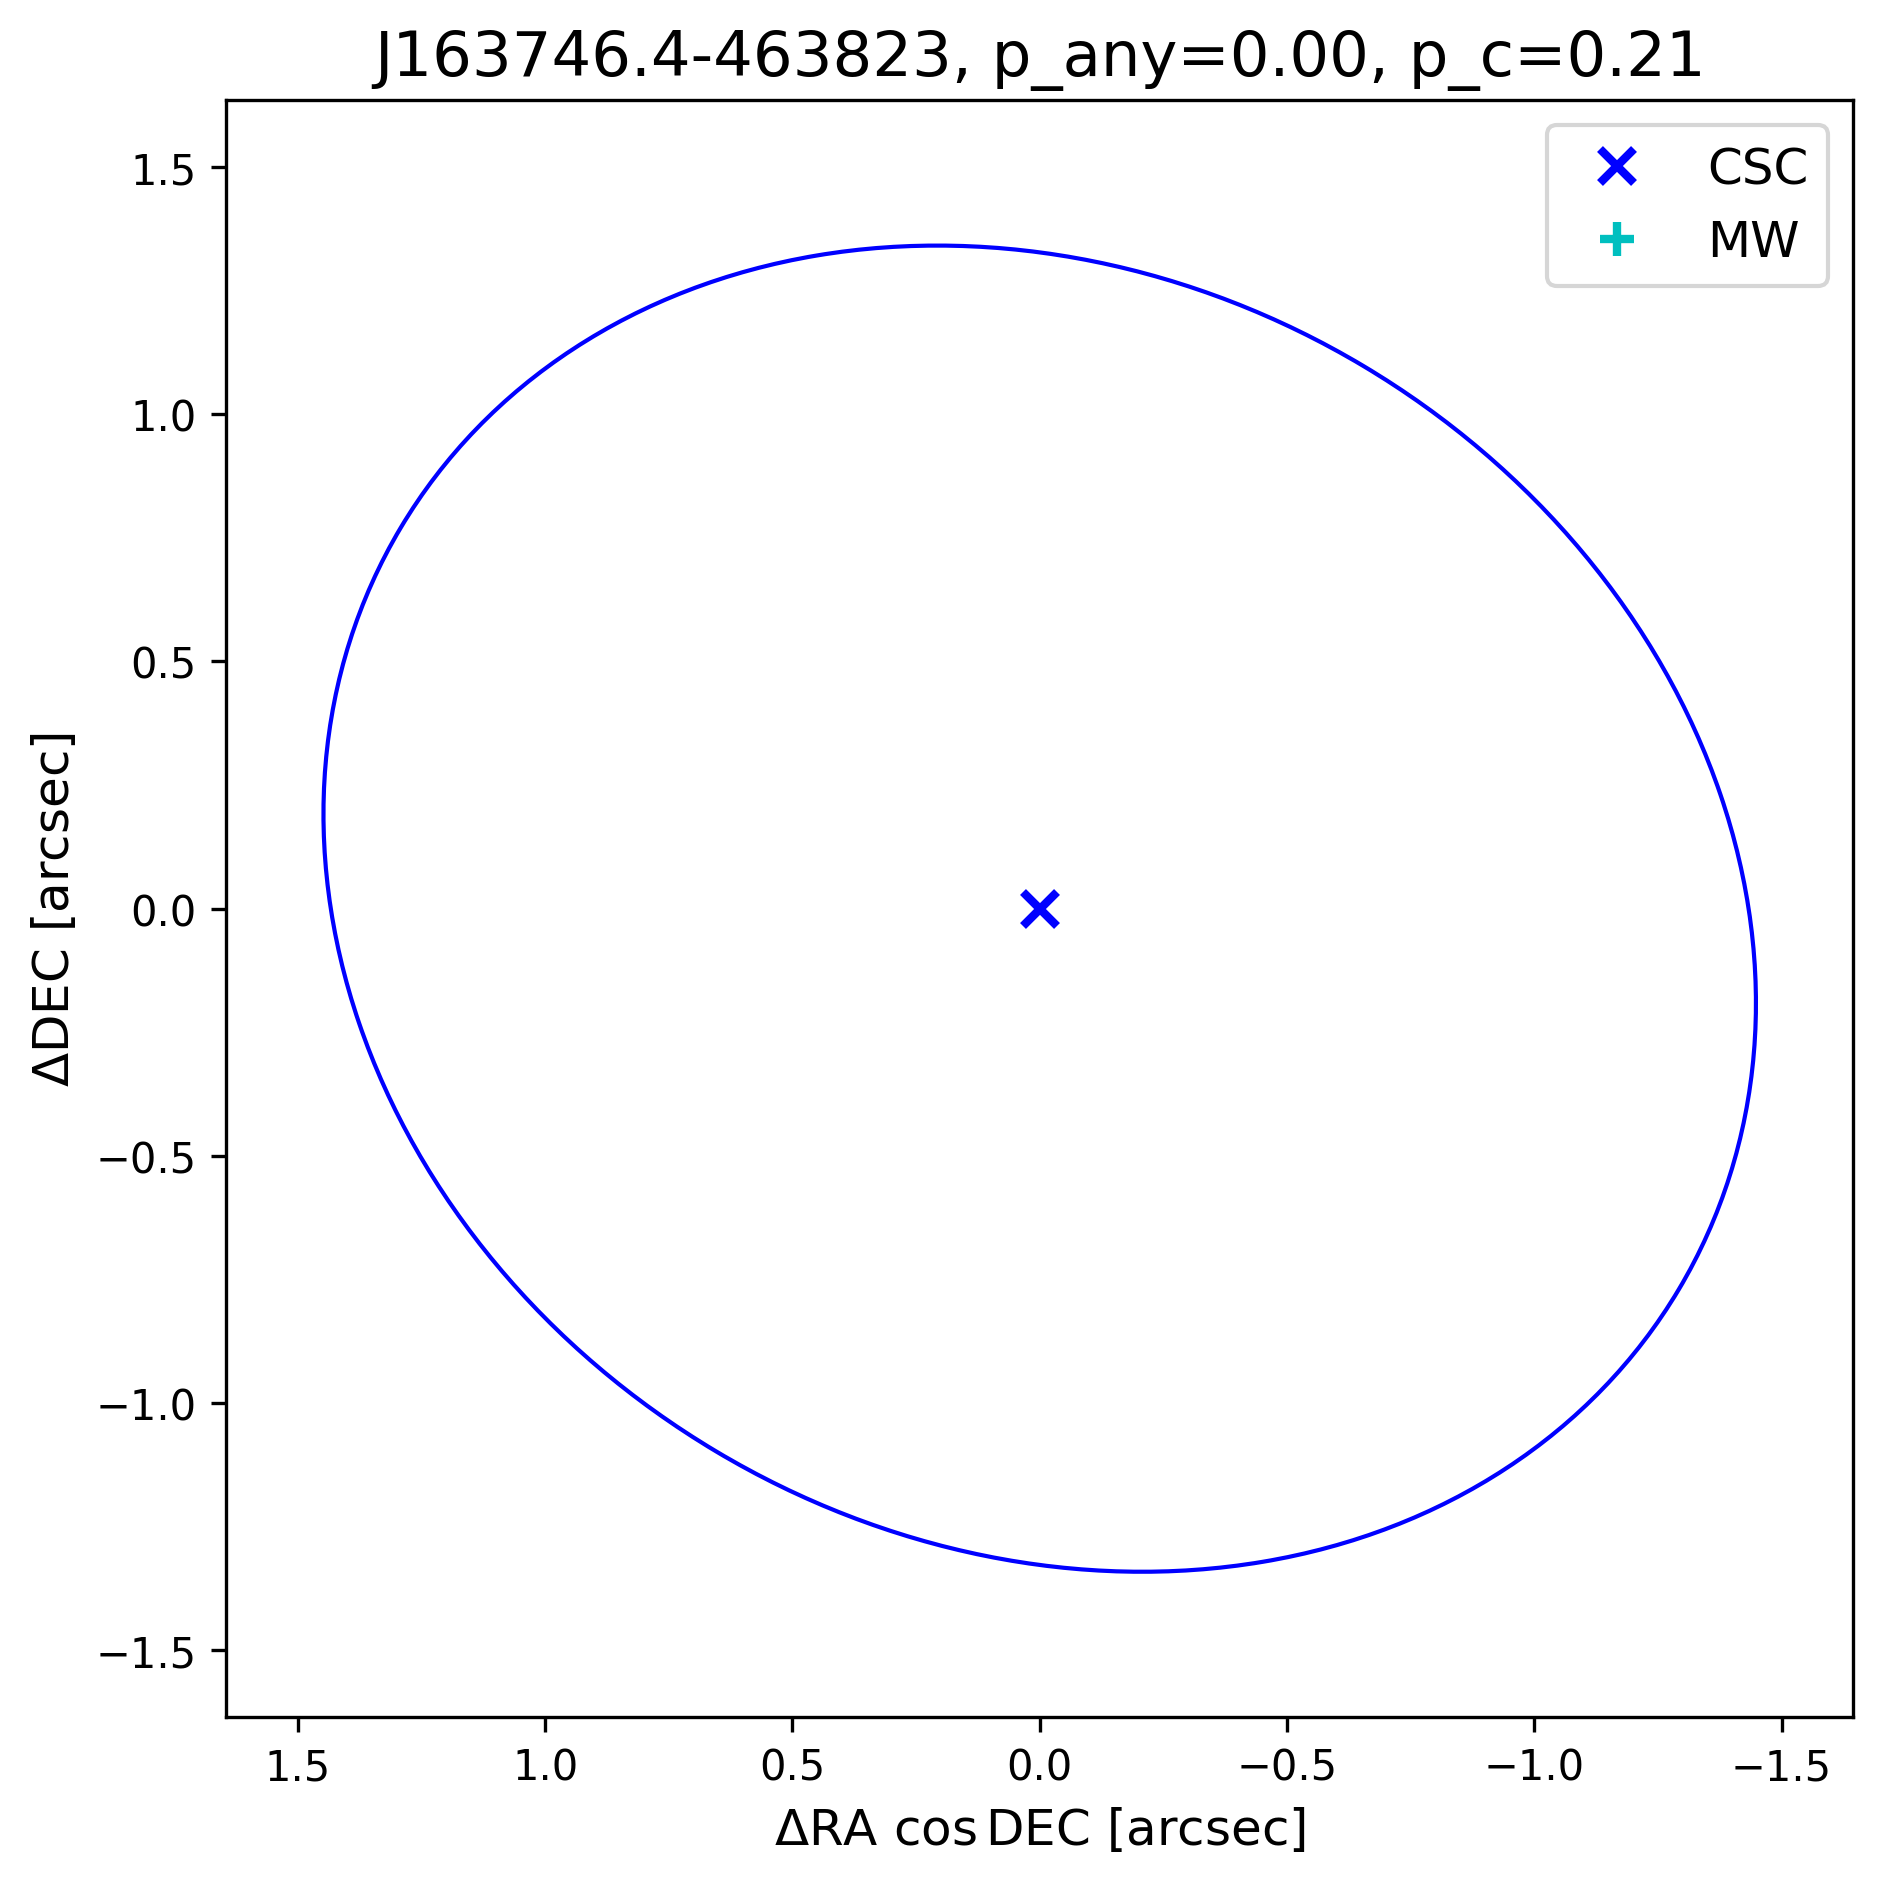 J163746.4-463823, p_any=0.00, p_c=0.21
CSC
MW
1.5
1.0
0.5
0.0
−0.5
−1.0
−1.5
ΔDEC [arcsec]
1.5 1.0 0.5 0.0 −0.5 −1.0 −1.5
ΔRA cos DEC [arcsec]